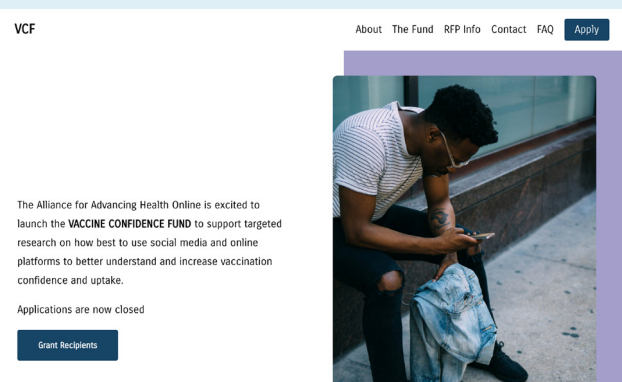 VCF
About The Fund RFP Info Contact FAQ Apply
The Alliance for Advancing Health Online is excited to
launch the VACCINE CONFIDENCE FUND to support targeted
research on how best to use social media and online
platforms to better understand and increase vaccination
confidence and uptake.
Applications are now closed
Grant Recipients